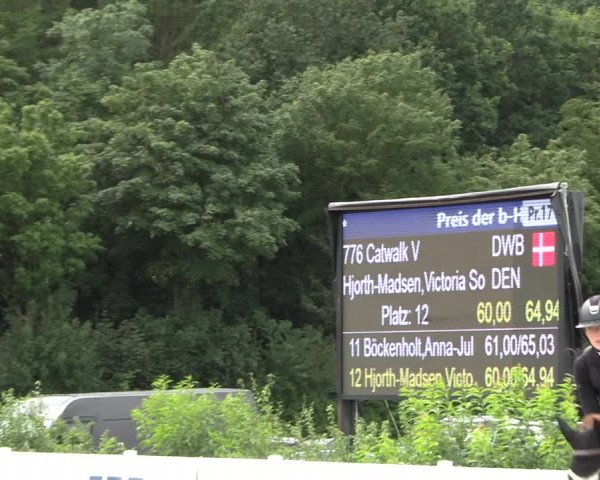 * Preis der b-H
776 Catwalk V DWB
Hjorth-Madsen,Victoria So DEN
Platz: 12 60,00 64,94
11 Böckenholt,Anna-Jul 61,00/65,03
12 Hjorth-Madsen Victo 60,00 64,94